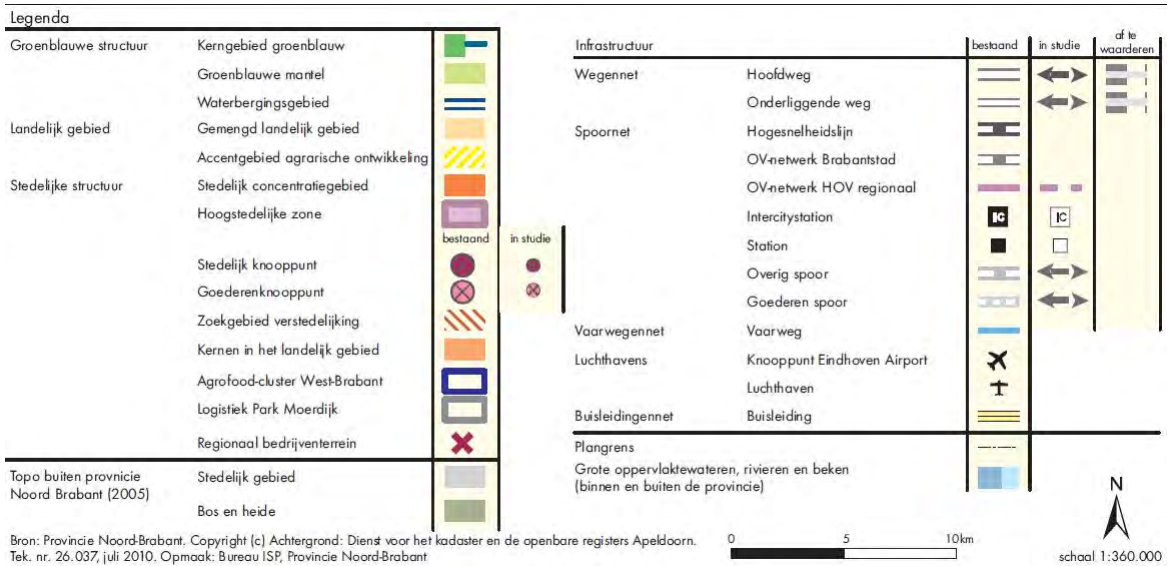 Legenda
Groenblauwe structuur Kerngebied groenblauw
Groenblauwe mantel
Waterbergingsgebied
Landelijk gebied Gemengd landelijk gebied
Accentgebied agrarische ontwikkeling
Stedelijke structuur Stedelijk concentratiegebied
Hoogstedelijke zone
bestaand in studie
Stedelijk knooppunt
Goederenknooppunt
Zoekgebied verstedelijking
Kernen in het landelijk gebied
Agrofood-cluster West-Brabant
Logistiek Park Moerdijk
Regionaal bedrijventerrein
Topo buiten provnicie Stedelijk gebied
Noord Brabant (2005)
Bos en heide
Infrastructuur bestaand in studie af te
waarderen
Wegennet Hoofdweg
Onderliggende weg
Spoornet Hogesnelheidslijn
OV-netwerk Brabantstad
OV-netwerk HOV regionaal
Intercitystation IC IC
Station
Overig spoor
Goederen spoor
Vaarwegennet Vaarweg
Luchthavens Knooppunt Eindhoven Airport
Luchthaven
Buisleidingennet Buisleiding
Plangrens
Grote oppervlaktewateren, rivieren en beken
(binnen en buiten de provincie)
N
Bron: Provincie Noord-Brabant. Copyright (c) Achtergrond: Dienst voor het kadaster en de openbare registers Apeldoorn.
Tek. nr. 26.037, juli 2010. Opmaak: Bureau ISP, Provincie Noord-Brabant
0 5 10km
schaal 1:360.000